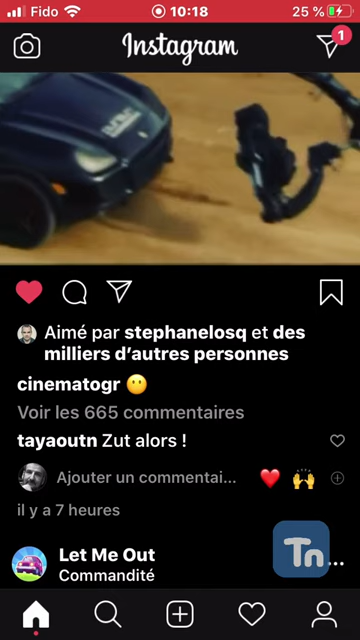 Fido 10:18 25 %
Instagram 1
Aimé par stephanelosq et des
milliers d'autres personnes
cinematogr 😶
Voir les 665 commentaires
tayaoutn Zut alors !
Ajouter un commentai... ❤️ 🙌
il y a 7 heures
Let Me Out
Commandité
Tn